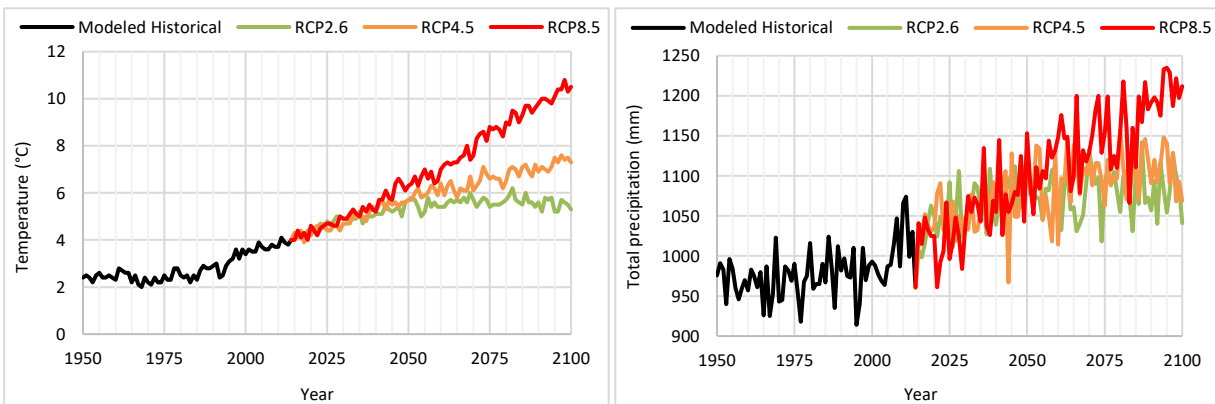 Modeled Historical RCP2.6 RCP4.5 RCP8.5
12
10
8
6
4
2
0
Temperature (°C)
1950 1975 2000 2025 2050 2075 2100
Year
Modeled Historical RCP2.6 RCP4.5 RCP8.5
1250
1200
1150
1100
1050
1000
950
900
Total precipitation (mm)
1950 1975 2000 2025 2050 2075 2100
Year